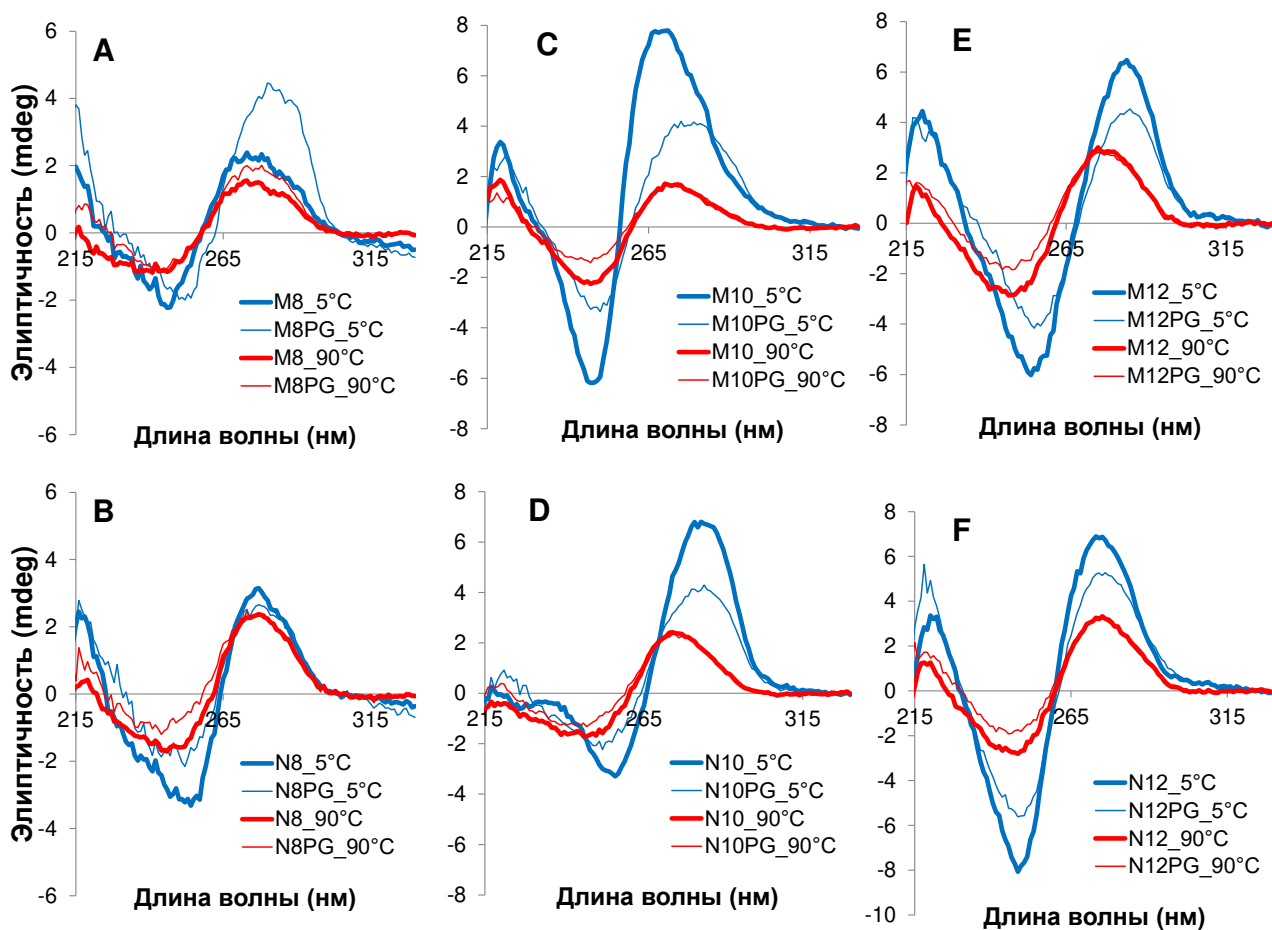 A
Элиптичность (mdeg)
6
4
2
0
-2
-4
-6
215
265
315
M8_5°C
M8PG_5°C
M8_90°C
M8PG_90°C
Длина волны (нм)
C
8
6
4
2
0
-2
-4
-6
-8
215
265
315
M10_5°C
M10PG_5°C
M10_90°C
M10PG_90°C
Длина волны (нм)
E
8
6
4
2
0
-2
-4
-6
-8
215
265
315
M12_5°C
M12PG_5°C
M12_90°C
M12PG_90°C
Длина волны (нм)
B
Элиптичность (mdeg)
6
4
2
0
-2
-4
-6
215
265
315
N8_5°C
N8PG_5°C
N8_90°C
N8PG_90°C
Длина волны (нм)
D
8
6
4
2
0
-2
-4
-6
-8
215
265
315
N10_5°C
N10PG_5°C
N10_90°C
N10PG_90°C
Длина волны (нм)
F
8
6
4
2
0
-2
-4
-6
-8
-10
215
265
315
N12_5°C
N12PG_5°C
N12_90°C
N12PG_90°C
Длина волны (нм)